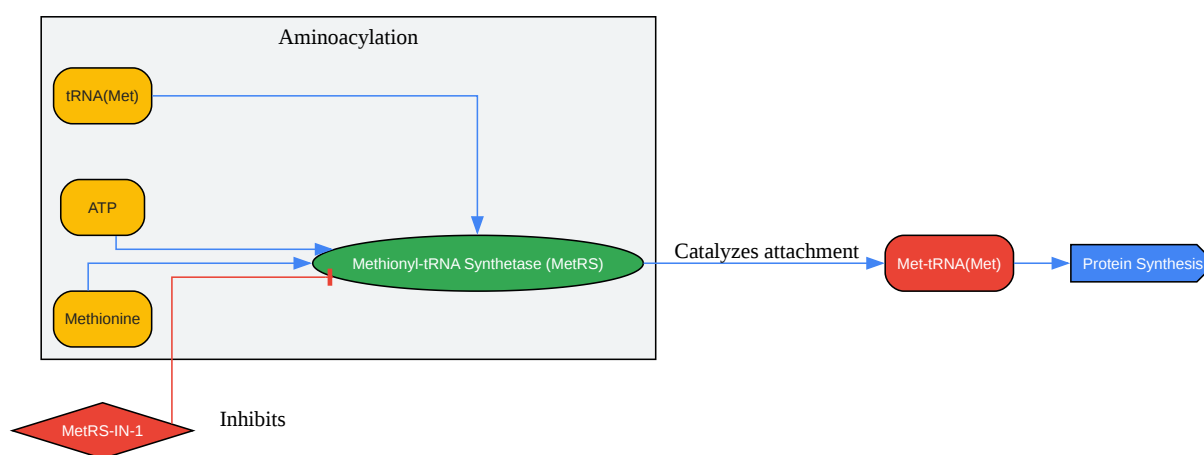 Aminoacylation
tRNA(Met)
ATP
Methionyl-tRNA Synthetase (MetRS)
Catalyzes attachment
Met-tRNA(Met)
Protein Synthesis
Methionine
MetRS-IN-1
Inhibits